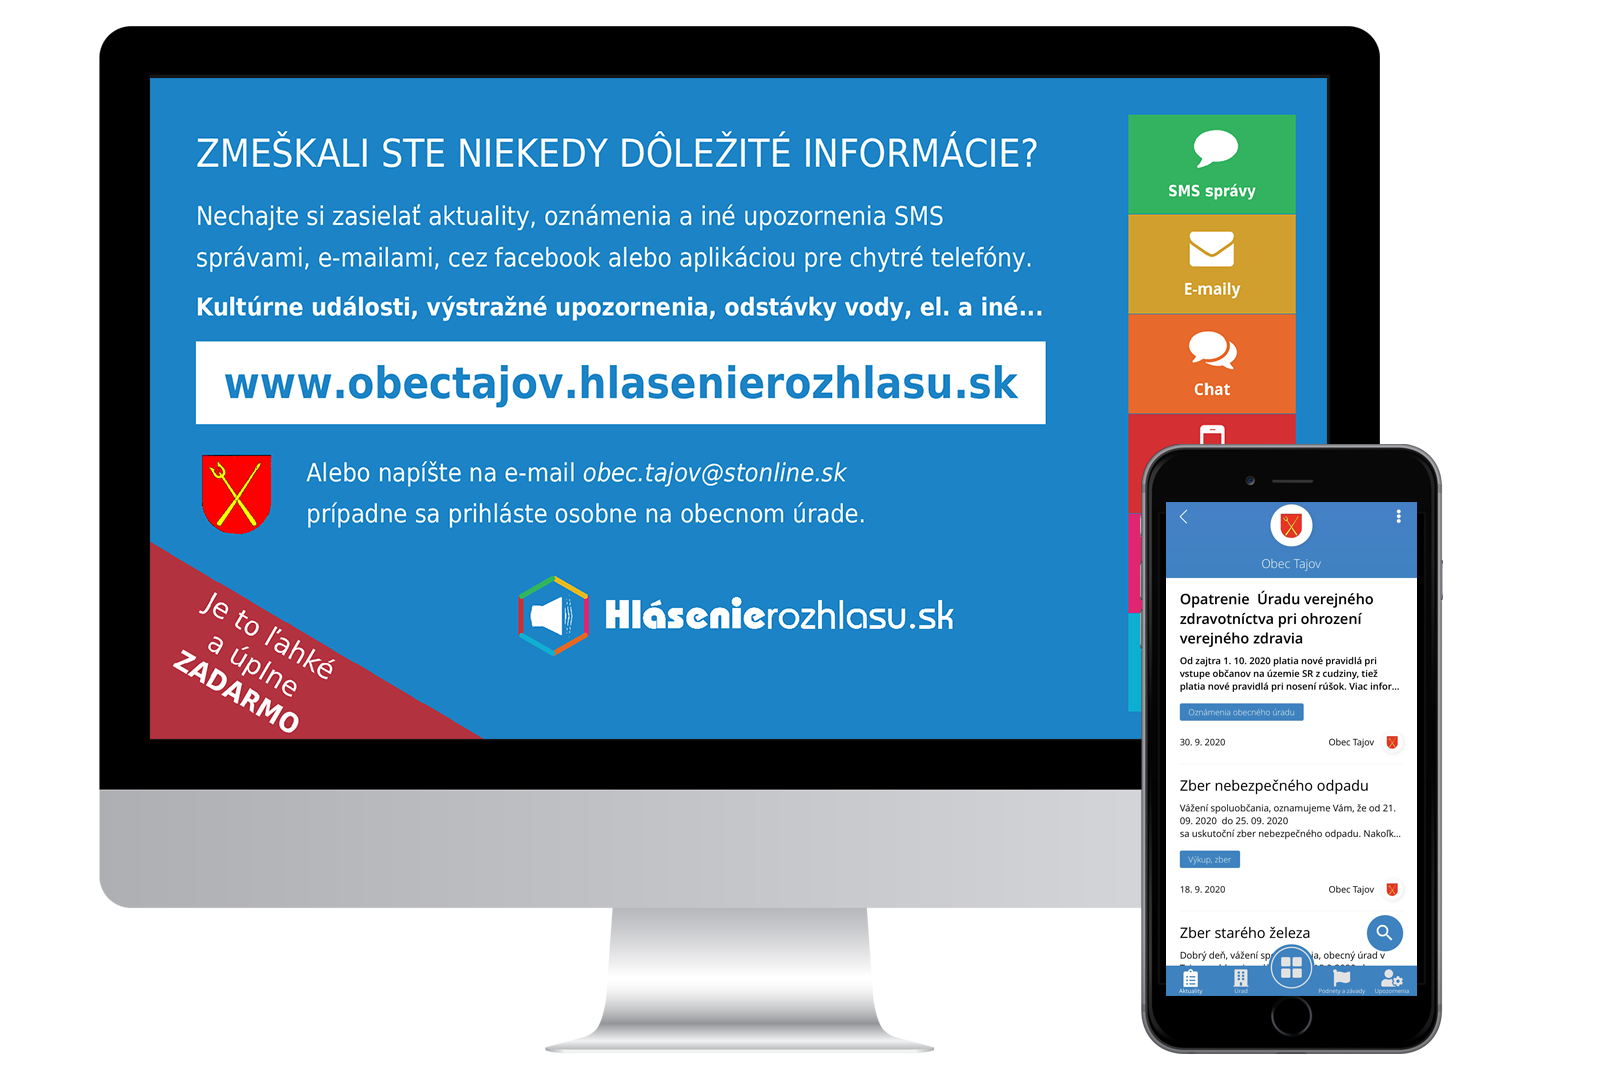 ZMEŠKALI STE NIEKEDY DÔLEŽITÉ INFORMÁCIE?
Nechajte si zasielať aktuality, oznámenia a iné upozornenia SMS
správami, e-mailami, cez facebook alebo aplikáciou pre chytré telefóny.
Kultúrne události, výstražné upozornenia, odstávky vody, el. a iné...
www.obectajov.hlasenierozhlasu.sk
Alebo napíšte na e-mail obec.tajov@stonline.sk
prípadne sa prihláste osobne na obecnom úrade.
Hlásenierozhlasu.sk
Je to ľahké
a úplne
ZADARMO
SMS správy
E-maily
Chat
Obec Tajov
Opatrenie Úradu verejného
zdravotníctva pri ohrození
verejného zdravia
Od zajtra 1. 10. 2020 platia nové pravidlá pri
vstupe občanov na územie SR z cudziny, tiež
platia nové pravidlá pri nosení rúšok. Viac infor...
Oznámenia obecného úradu
30. 9. 2020 Obec Tajov
Zber nebezpečného odpadu
Vážení spoluobčania, oznamujeme Vám, že od 21.
09. 2020 do 25. 09. 2020
sa uskutoční zber nebezpečného odpadu. Nakoľk...
Výkup, zber
18. 9. 2020 Obec Tajov
Zber starého železa
Dobrý deň, vážení obecný úrad v
Aktuality Úrad Podnety a závady Upozornenia